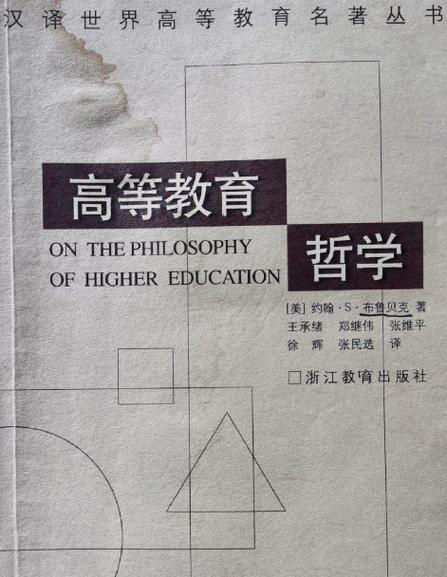 汉译世界高等教育名著丛书
高等教育
哲学
ON THE PHILOSOPHY
OF HIGHER EDUCATION
[美] 约翰·S·布鲁贝克 著
王承绪 郑继伟 张维平
徐辉 张民选 译
浙江教育出版社